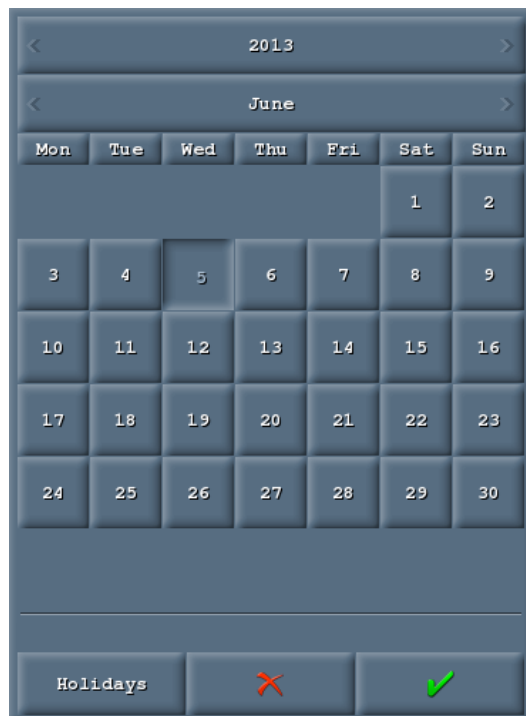 < 2013 >
< June >
Mon Tue Wed Thu Fri Sat Sun
1 2
3 4 5 6 7 8 9
10 11 12 13 14 15 16
17 18 19 20 21 22 23
24 25 26 27 28 29 30
Holidays